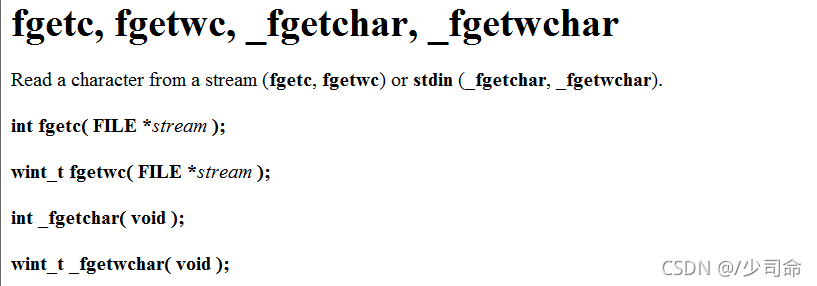 fgetc, fgetwc, _fgetchar, _fgetwchar
Read a character from a stream (fgetc, fgetwc) or stdin (_fgetchar, _fgetwchar).
int fgetc( FILE *stream );
wint_t fgetwc( FILE *stream );
int _fgetchar( void );
wint_t _fgetwchar( void );
CSDN @/少司命